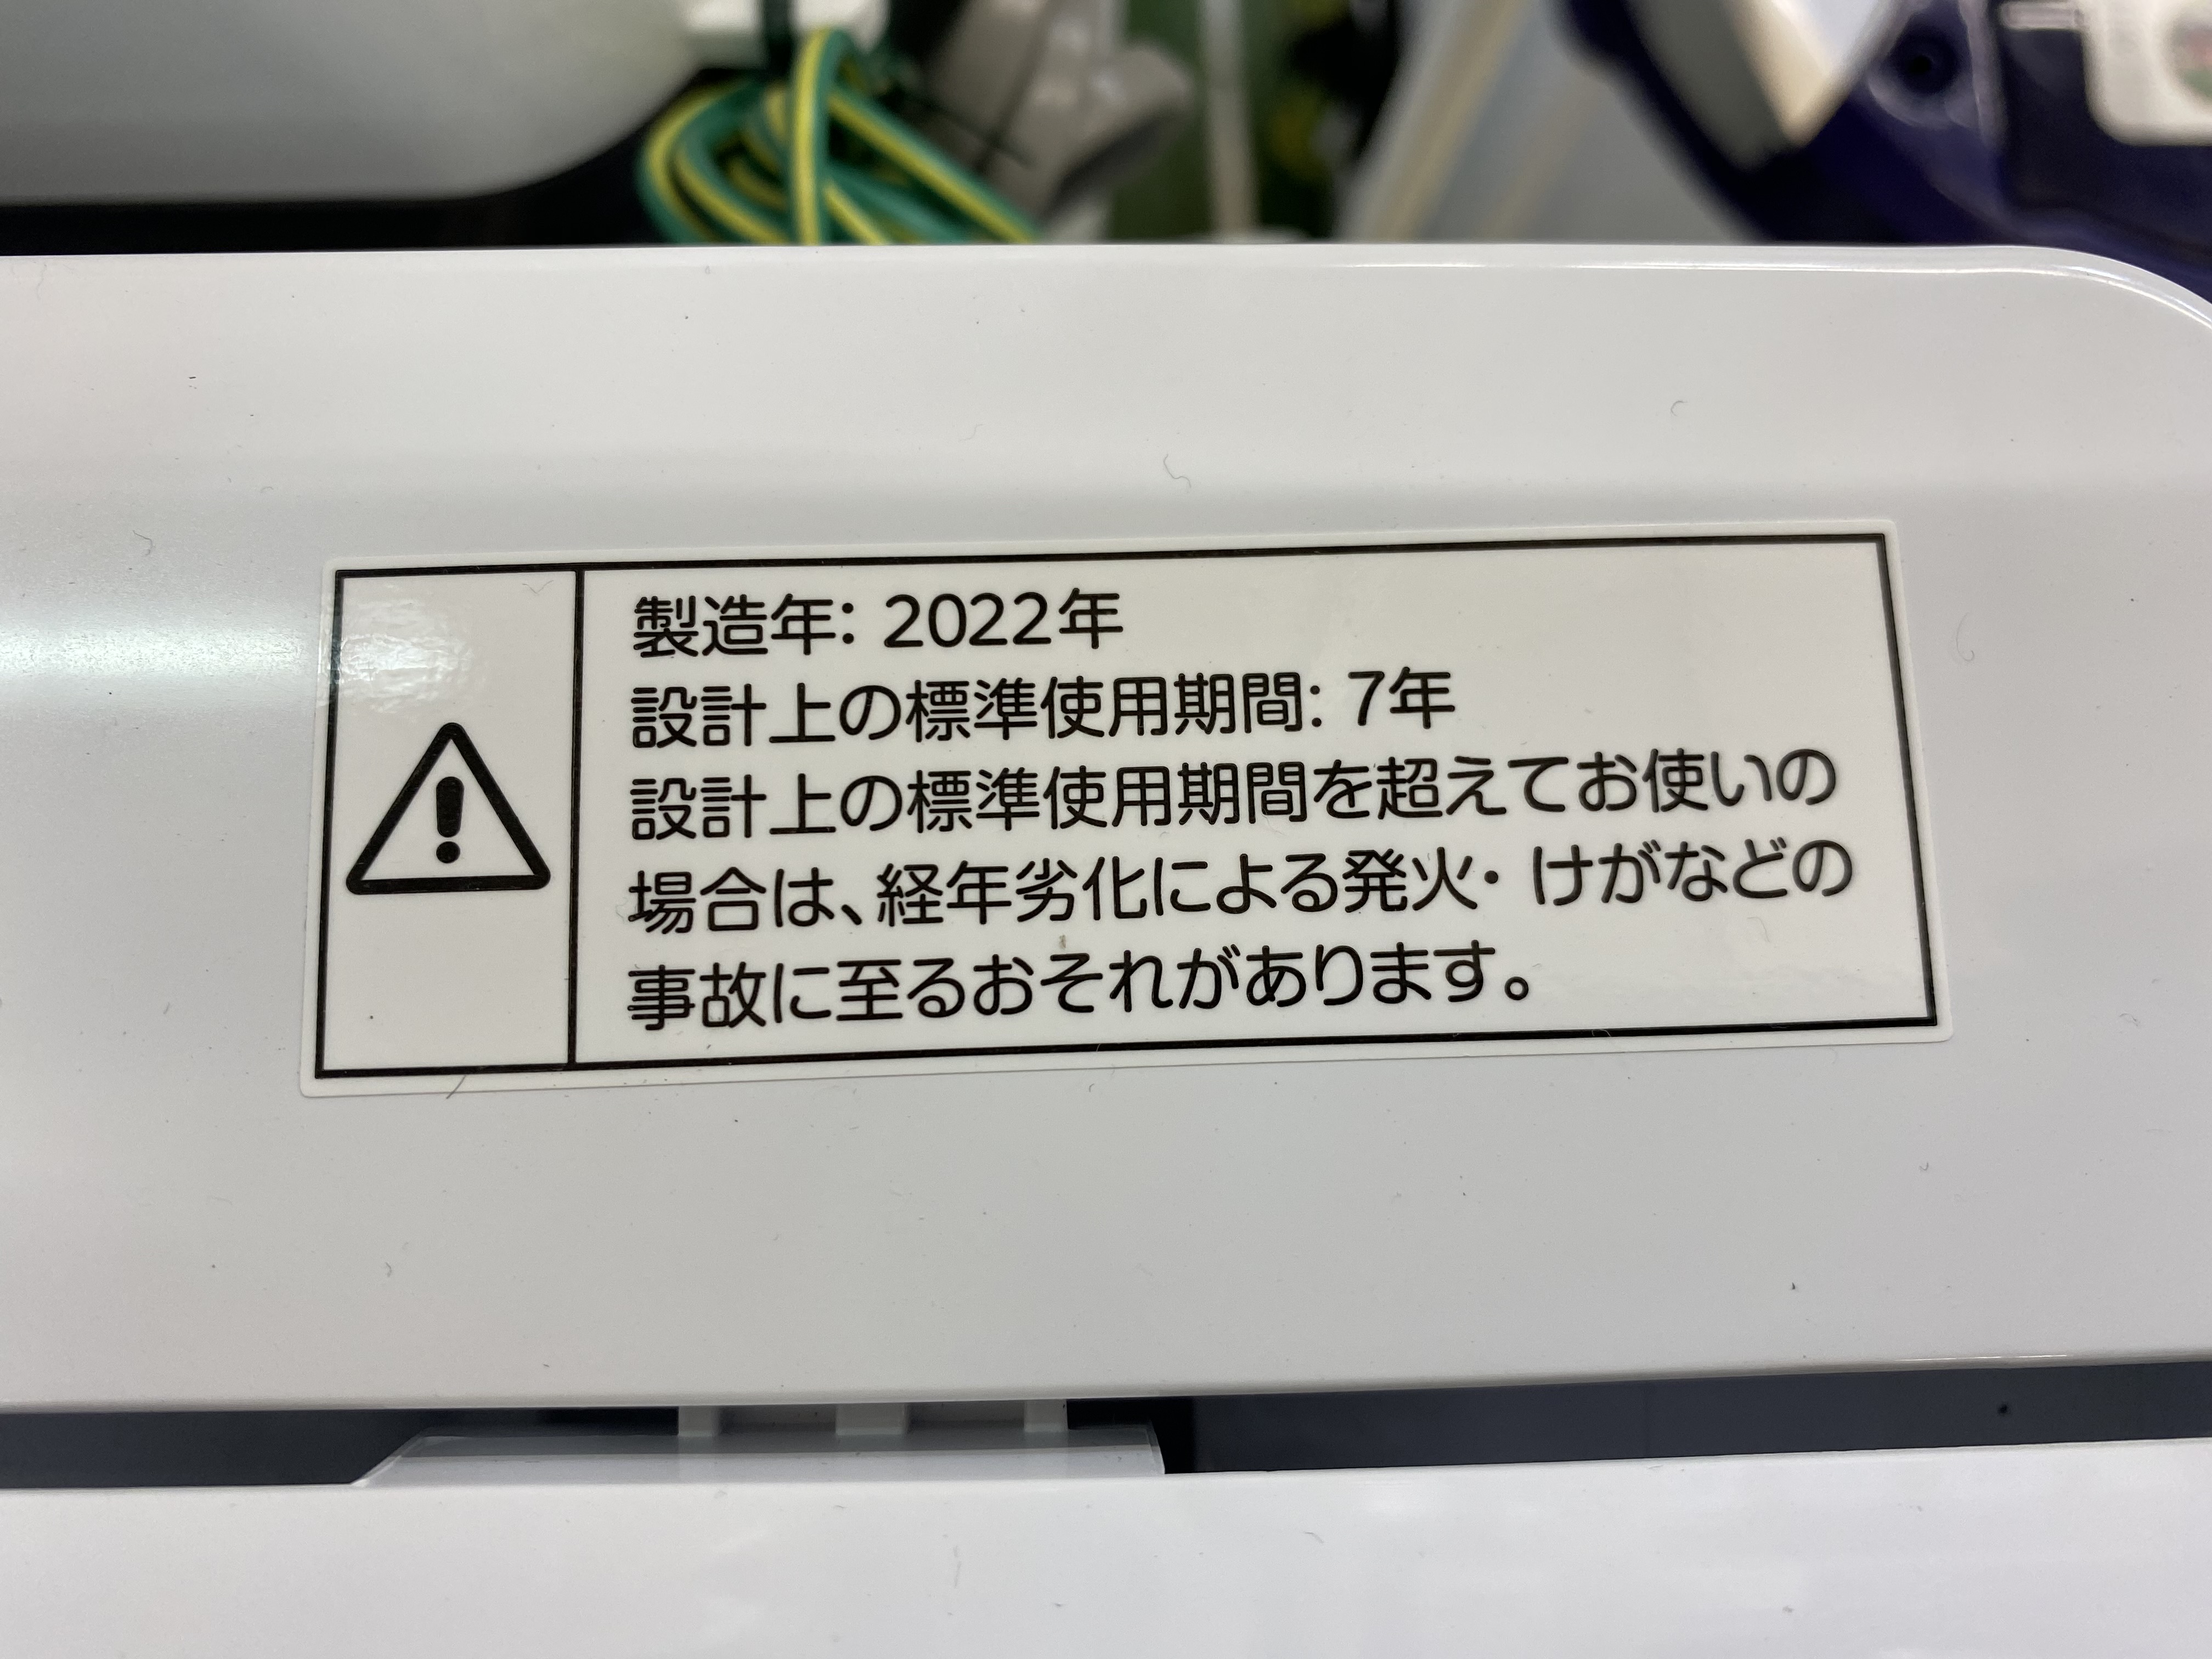 製造年: 2022年
設計上の標準使用期間: 7年
設計上の標準使用期間を超えてお使いの
場合は、経年劣化による発火・けがなどの
事故に至るおそれがあります。